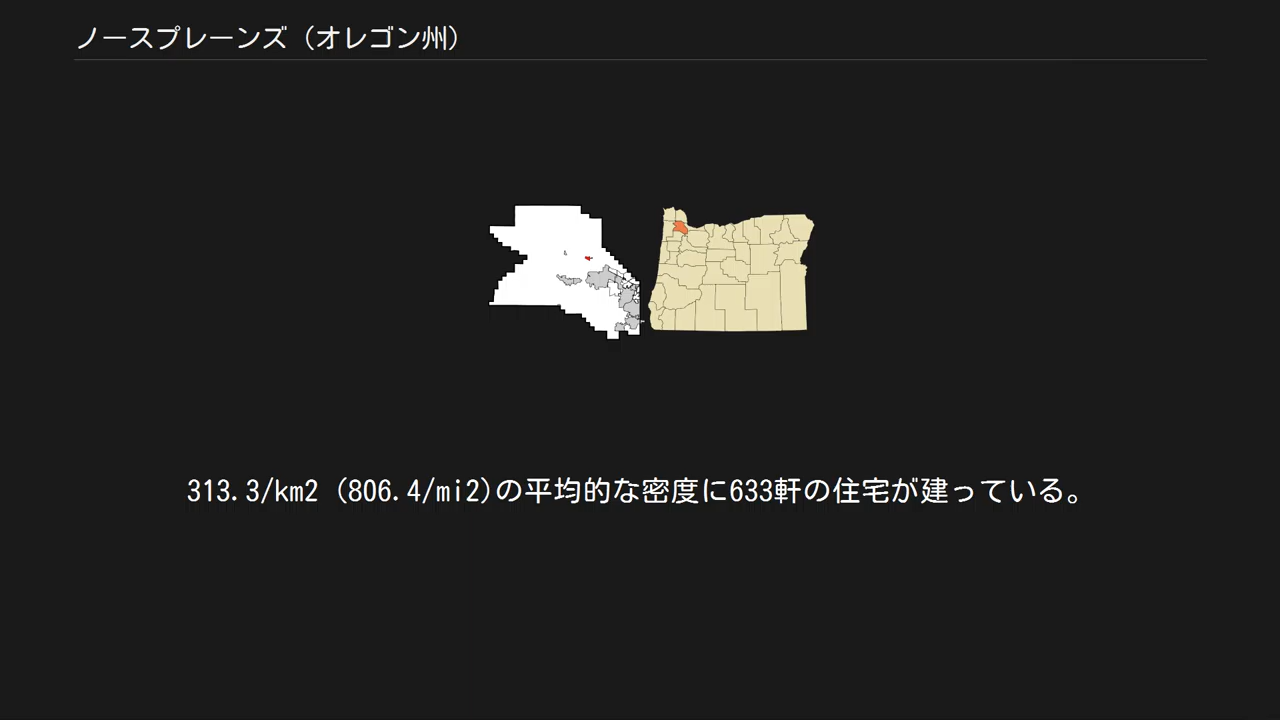 ノースプレーンズ（オレゴン州）
313.3/km2 (806.4/mi2)の平均的な密度に633軒の住宅が建っている。